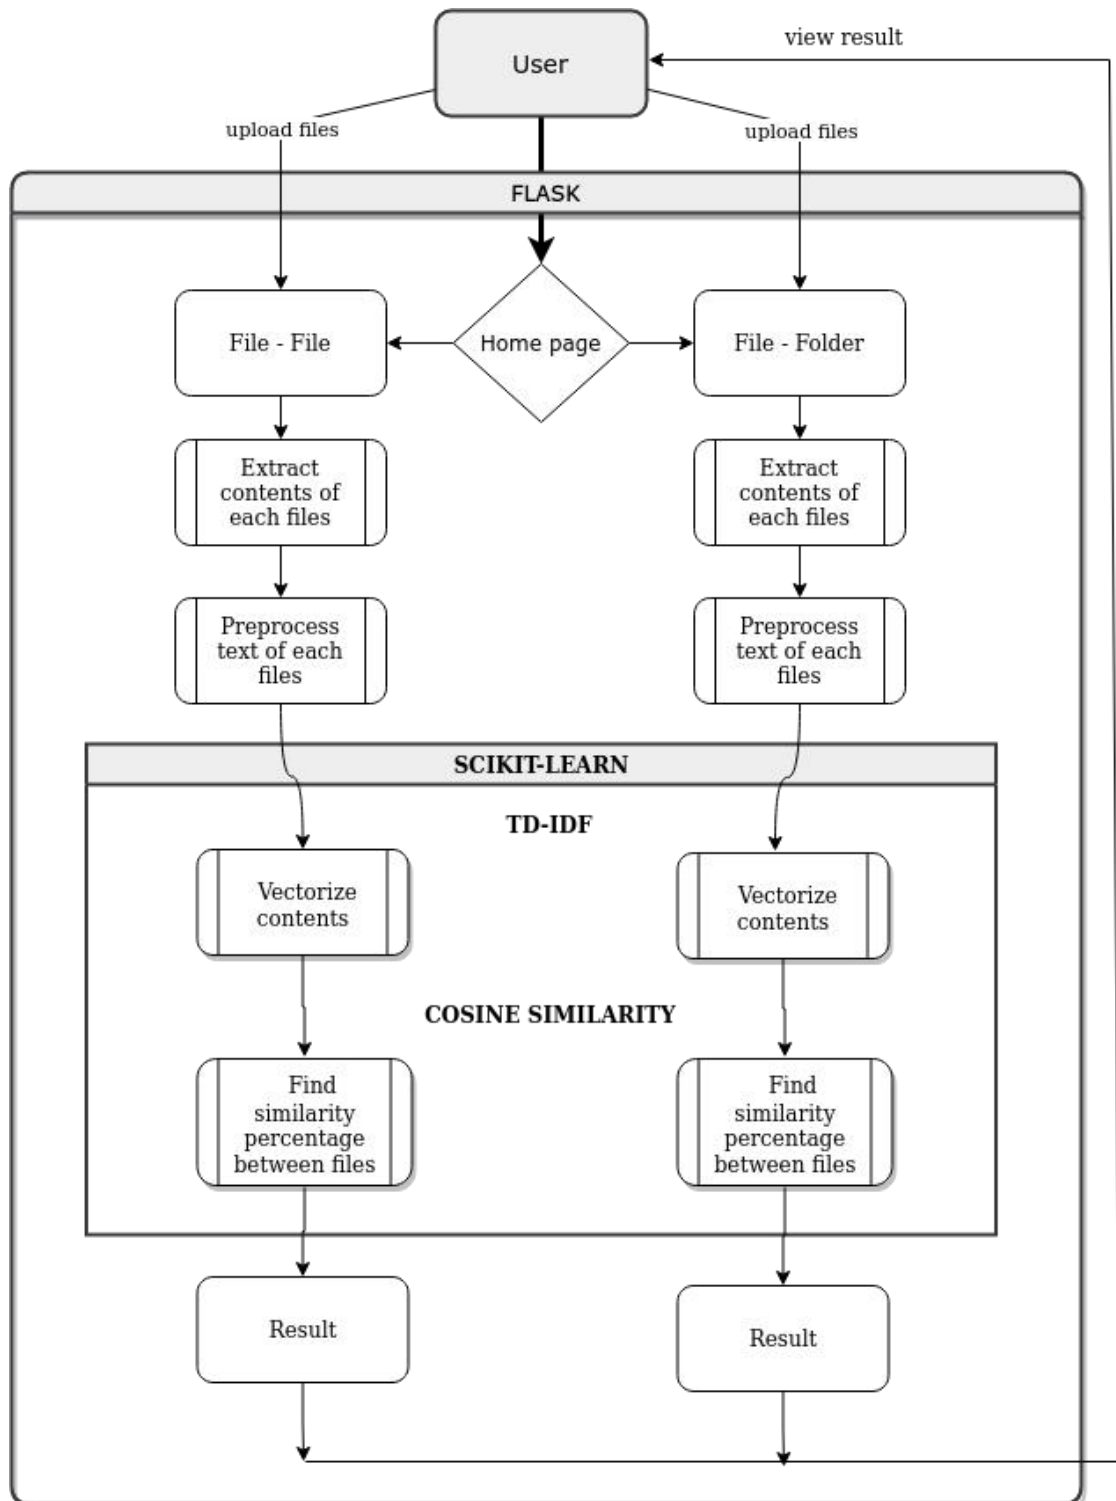 User
view result
upload files
upload files
FLASK
File - File
Home page
File - Folder
Extract
contents of
each files
Extract
contents of
each files
Preprocess
text of each
files
Preprocess
text of each
files
SCIKIT-LEARN
TD-IDF
Vectorize
contents
Vectorize
contents
COSINE SIMILARITY
Find
similarity
percentage
between files
Find
similarity
percentage
between files
Result
Result